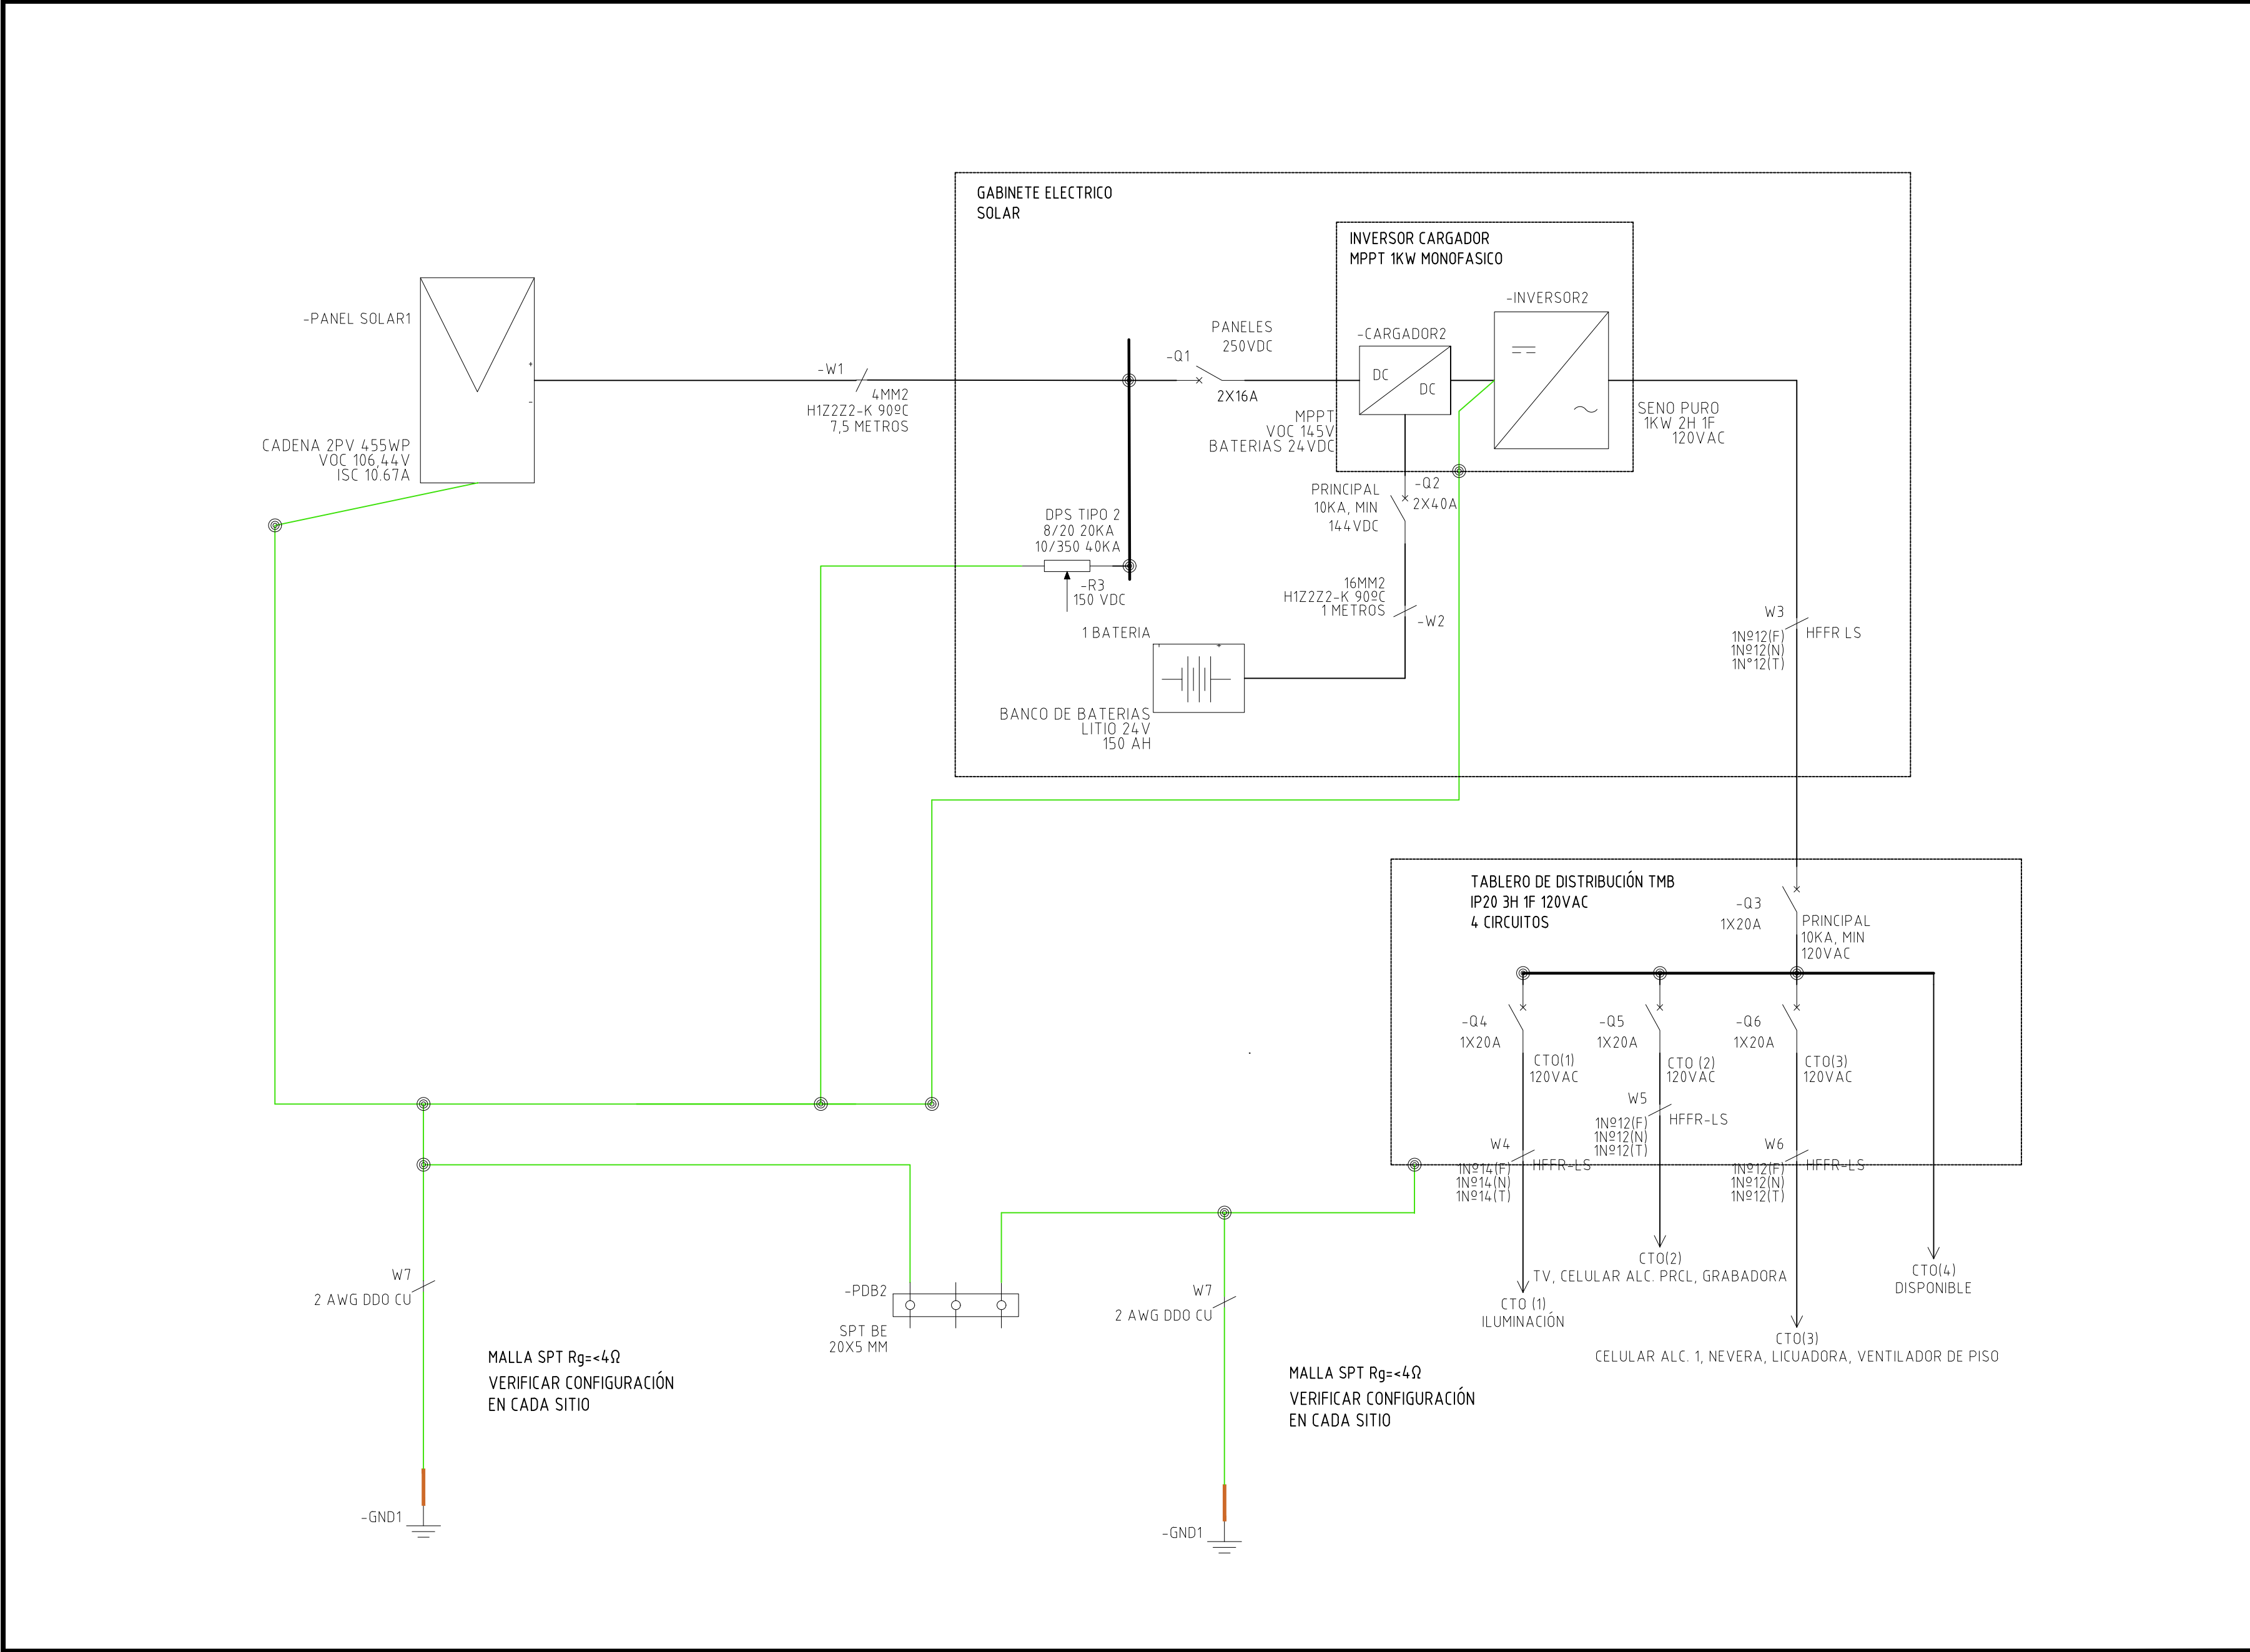 GABINETE ELECTRICO
SOLAR
INVERSOR CARGADOR
MPPT 1KW MONOFASICO
-INVERSOR2
-PANEL SOLAR1
PANELES
250VDC
-CARGADOR2
-Q1
-W1
+
-
DC
DC
2X16A
4MM2
H1Z2Z2-K 90ºC
7,5 METROS
MPPT
VOC 145V
BATERIAS 24VDC
SENO PURO
1KW 2H 1F
120VAC
CADENA 2PV 455WP
VOC 106,44V
ISC 10.67A
-Q2
2X40A
PRINCIPAL
10KA, MIN
144VDC
DPS TIPO 2
8/20 20KA
10/350 40KA
-R3
150 VDC
16MM2
H1Z2Z2-K 90ºC
1 METROS
-W2
W3
1Nº12(F)
1Nº12(N)
1N°12(T)
HFFR LS
1 BATERIA
-
+
BANCO DE BATERIAS
LITIO 24V
150 AH
TABLERO DE DISTRIBUCIÓN TMB
IP20 3H 1F 120VAC
4 CIRCUITOS
-Q3
1X20A
PRINCIPAL
10KA, MIN
120VAC
-Q4
1X20A
CTO(1)
120VAC
-Q5
1X20A
CTO (2)
120VAC
-Q6
1X20A
CTO(3)
120VAC
W5
1Nº12(F)
1Nº12(N)
1Nº12(T)
HFFR-LS
W4
1Nº14(F)
1Nº14(N)
1Nº14(T)
HFFR-LS
W6
1Nº12(F)
1Nº12(N)
1Nº12(T)
HFFR-LS
CTO(2)
TV, CELULAR ALC. PRCL, GRABADORA
CTO(4)
DISPONIBLE
CTO (1)
ILUMINACIÓN
CTO(3)
CELULAR ALC. 1, NEVERA, LICUADORA, VENTILADOR DE PISO
W7
2 AWG DDO CU
-PDB2
SPT BE
20X5 MM
W7
2 AWG DDO CU
MALLA SPT Rg=<4Ω
VERIFICAR CONFIGURACIÓN
EN CADA SITIO
MALLA SPT Rg=<4Ω
VERIFICAR CONFIGURACIÓN
EN CADA SITIO
-GND1
-GND1